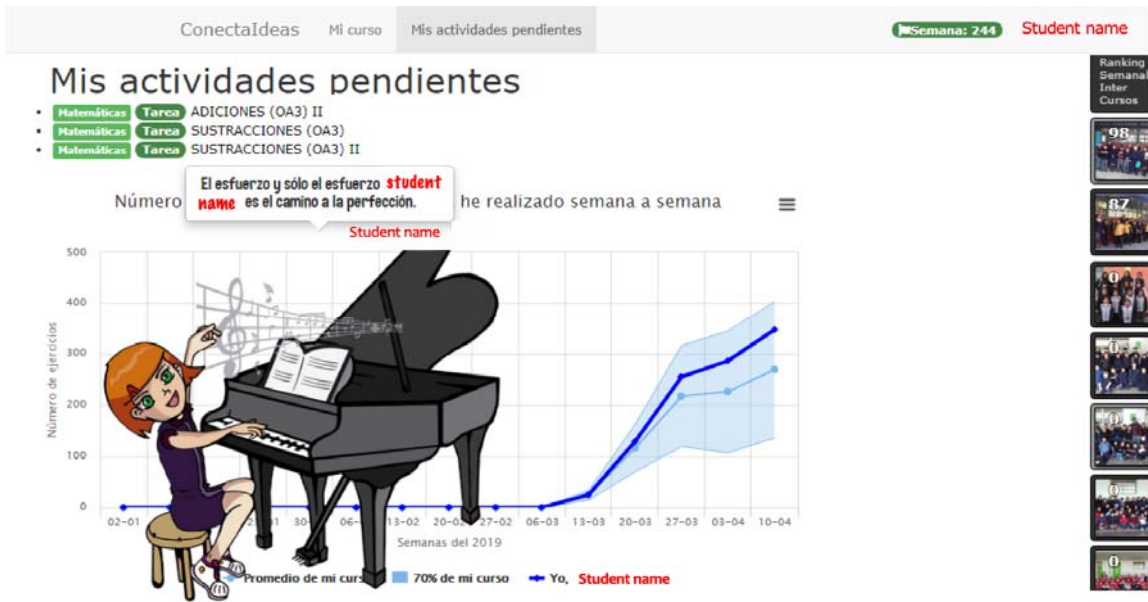 ConectaIdeas Mi curso Mis actividades pendientes Semana: 244 Student name
Mis actividades pendientes
Matemáticas Tarea ADICIONES (OA3) II
Matemáticas Tarea SUSTRACCIONES (OA3)
Matemáticas Tarea SUSTRACCIONES (OA3) II
El esfuerzo y sólo el esfuerzo student
name es el camino a la perfección.
Número he realizado semana a semana
Student name
Número de ejercicios
500
400
300
200
100
0
02-01 30- 06- 20-02 27-02 06-03 13-03 20-03 27-03 03-04 10-04
Semanas del 2019
Promedio de mi curs 70% de mi curso Yo, Student name
Ranking
Semanal
Inter
Cursos
98
87
0
0
0
0
0